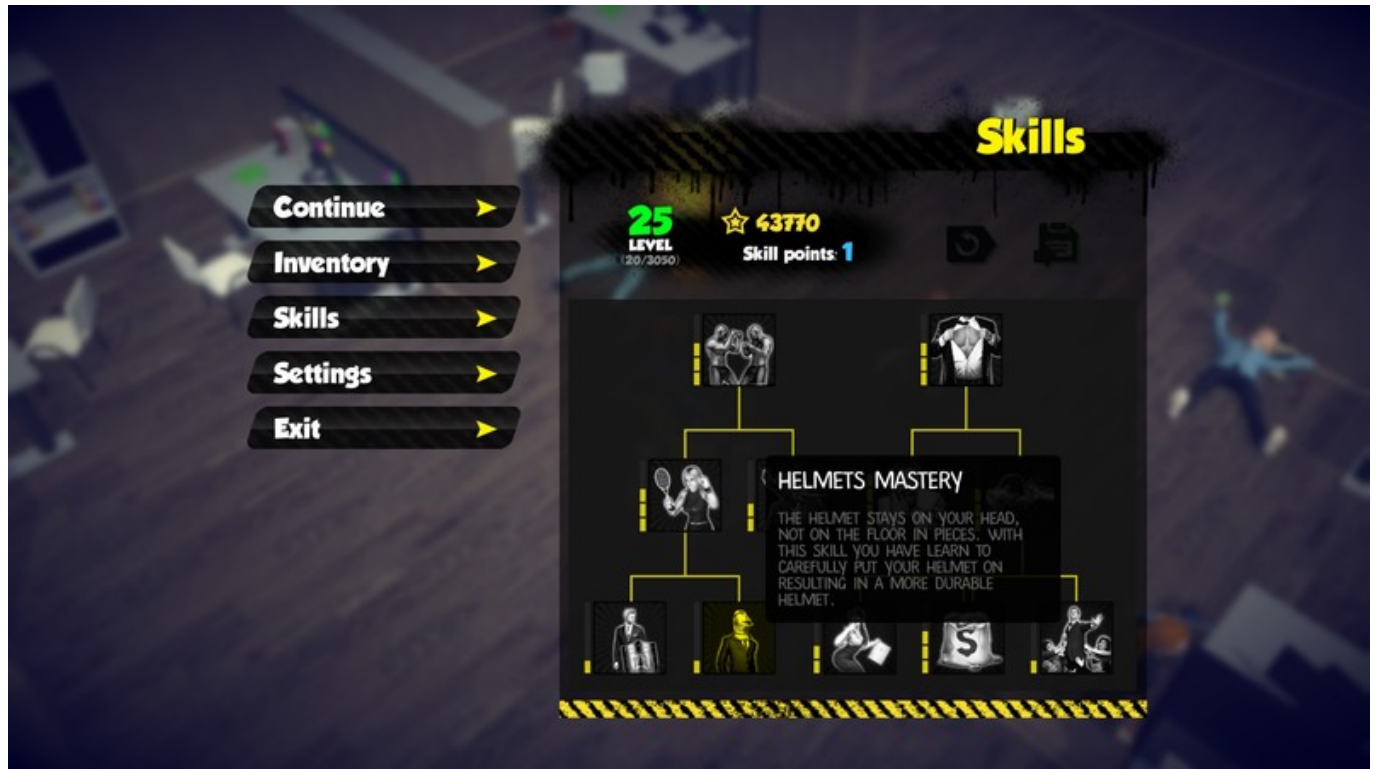 Skills
Continue
Inventory
Skills
Settings
Exit
25
LEVEL
(20/3050)
43770
Skill points: 1
HELMETS MASTERY
THE HELMET STAYS ON YOUR HEAD,
NOT ON THE FLOOR IN PIECES. WITH
THIS SKILL YOU HAVE LEARN TO
CAREFULLY PUT YOUR HELMET ON
RESULTING IN A MORE DURABLE
HELMET.
$